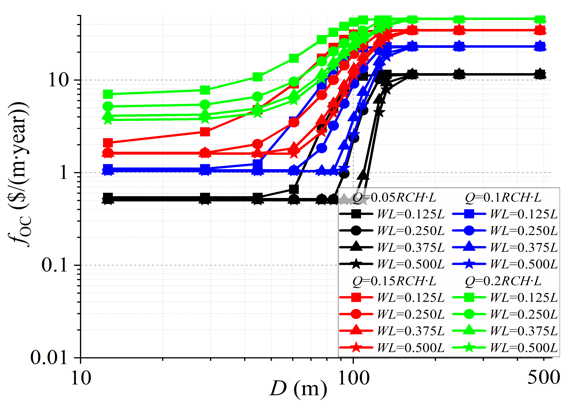 10
1
0.1
0.01
f_OC ($/(m·year))
10
100
500
D (m)
Q=0.05RCH·L Q=0.1RCH·L
WL=0.125L WL=0.125L
WL=0.250L WL=0.250L
WL=0.375L WL=0.375L
WL=0.500L WL=0.500L
Q=0.15RCH·L Q=0.2RCH·L
WL=0.125L WL=0.125L
WL=0.250L WL=0.250L
WL=0.375L WL=0.375L
WL=0.500L WL=0.500L